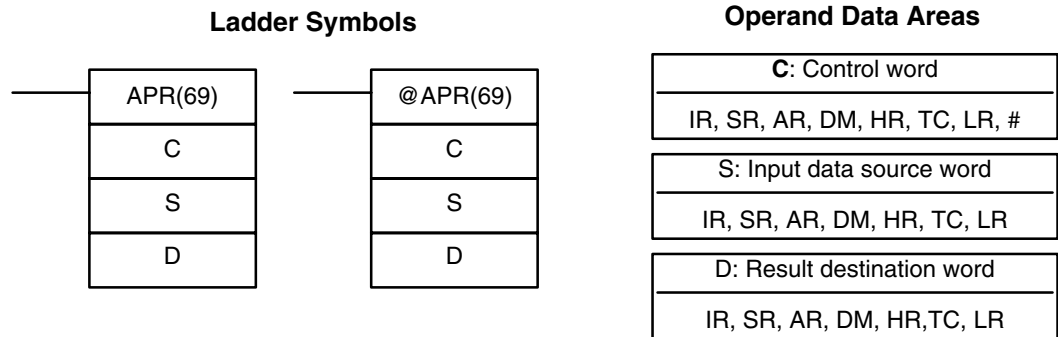 Ladder Symbols
APR(69)
C
S
D
@APR(69)
C
S
D
Operand Data Areas
C: Control word
IR, SR, AR, DM, HR, TC, LR, #
S: Input data source word
IR, SR, AR, DM, HR, TC, LR
D: Result destination word
IR, SR, AR, DM, HR,TC, LR